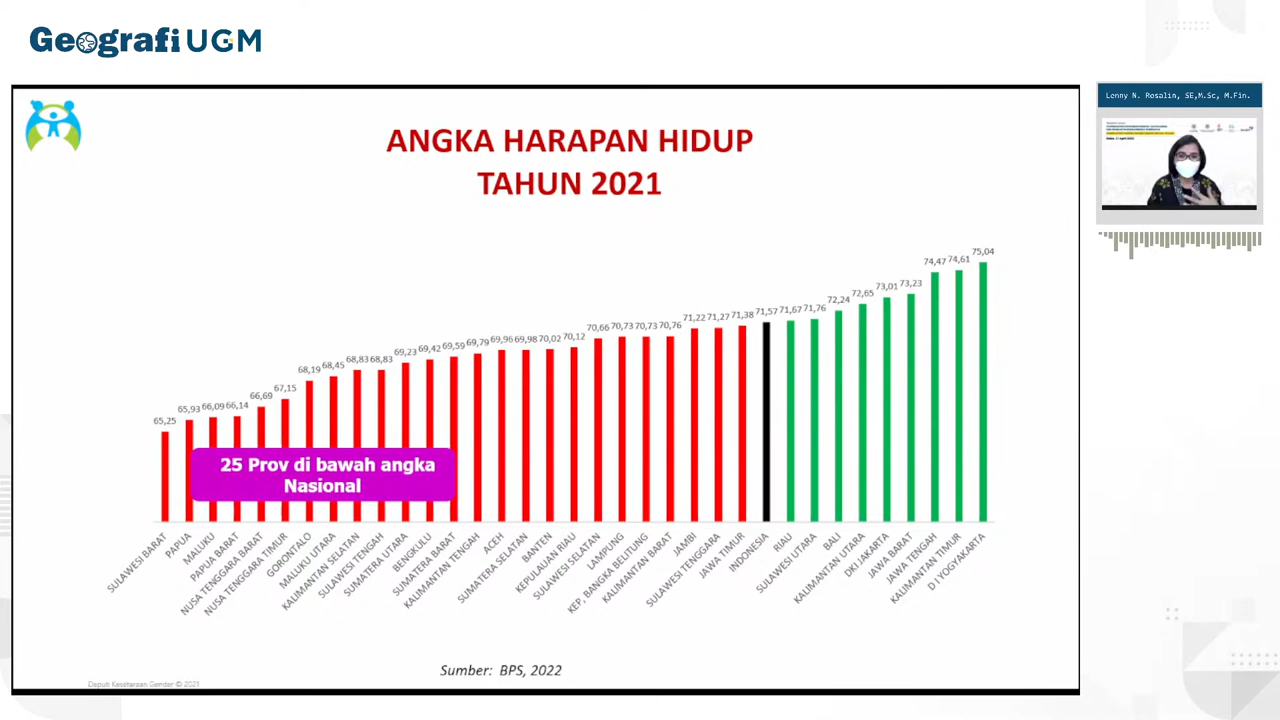 Geografi UGM
Lenny N. Rosalin, SE,M.Sc, M.Fin.
ANGKA HARAPAN HIDUP
TAHUN 2021
65,25
65,93
66,09
66,14
66,69
67,15
68,19
68,45
68,83
68,83
69,23
69,42
69,59
69,79
69,96
69,98
70,02
70,12
70,66
70,73
70,73
70,76
71,22
71,27
71,38
71,57
71,67
71,76
72,24
72,65
73,01
73,23
74,47
74,61
75,04
25 Prov di bawah angka
Nasional
SULAWESI BARAT
PAPUA
MALUKU
PAPUA BARAT
NUSA TENGGARA BARAT
NUSA TENGGARA TIMUR
GORONTALO
MALUKU UTARA
KALIMANTAN SELATAN
SULAWESI TENGAH
SUMATERA UTARA
BENGKULU
SUMATERA BARAT
KALIMANTAN TENGAH
ACEH
SUMATERA SELATAN
BANTEN
KEPULAUAN RIAU
SULAWESI SELATAN
LAMPUNG
KEP, BANGKA BELITUNG
KALIMANTAN BARAT
JAMBI
SULAWESI TENGGARA
JAWA TIMUR
INDONESIA
RIAU
SULAWESI UTARA
BALI
KALIMANTAN UTARA
DKI JAKARTA
JAWA BARAT
JAWA TENGAH
KALIMANTAN TIMUR
D I YOGYAKARTA
Sumber: BPS, 2022
Deputi Kesetaraan Gender © 2021